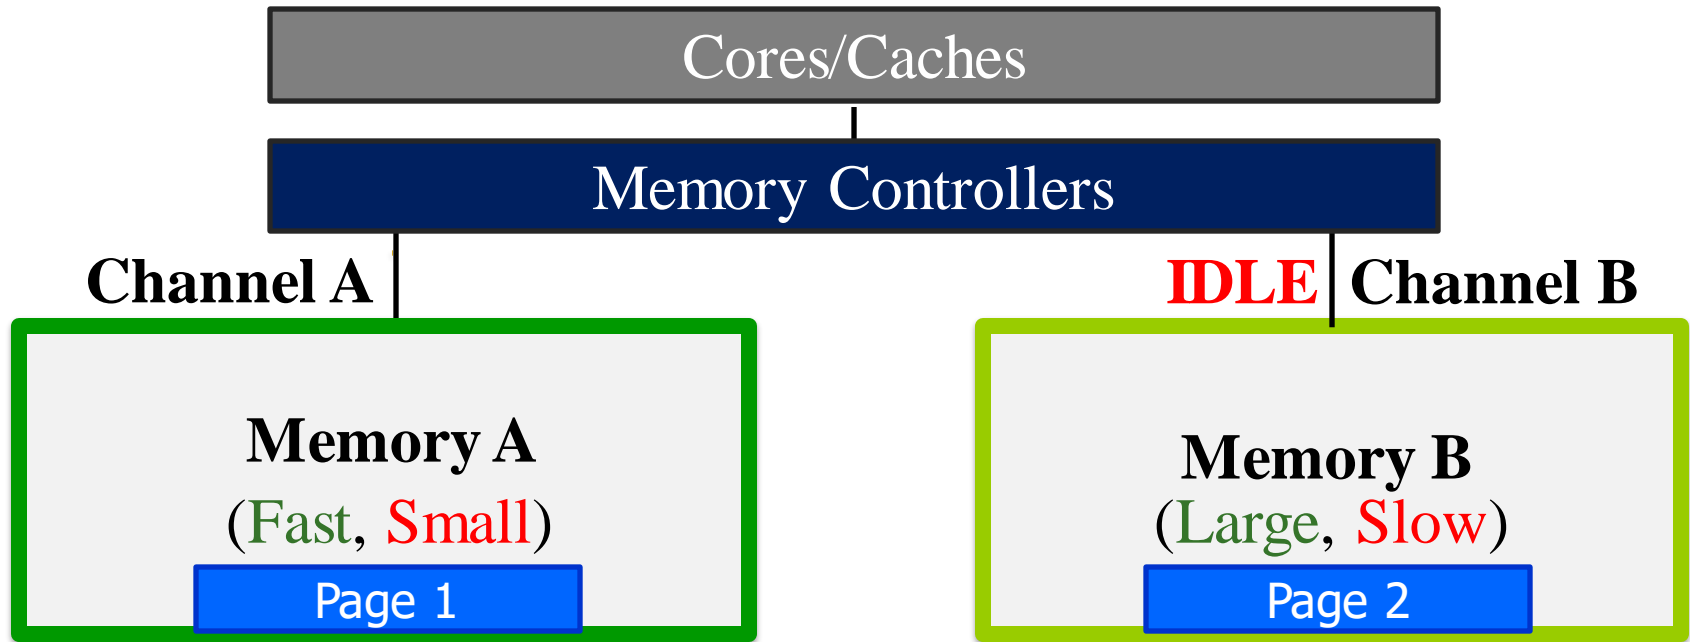 Cores/Caches
Memory Controllers
Channel A
IDLE Channel B
Memory A
(Fast, Small)
Page 1
Memory B
(Large, Slow)
Page 2